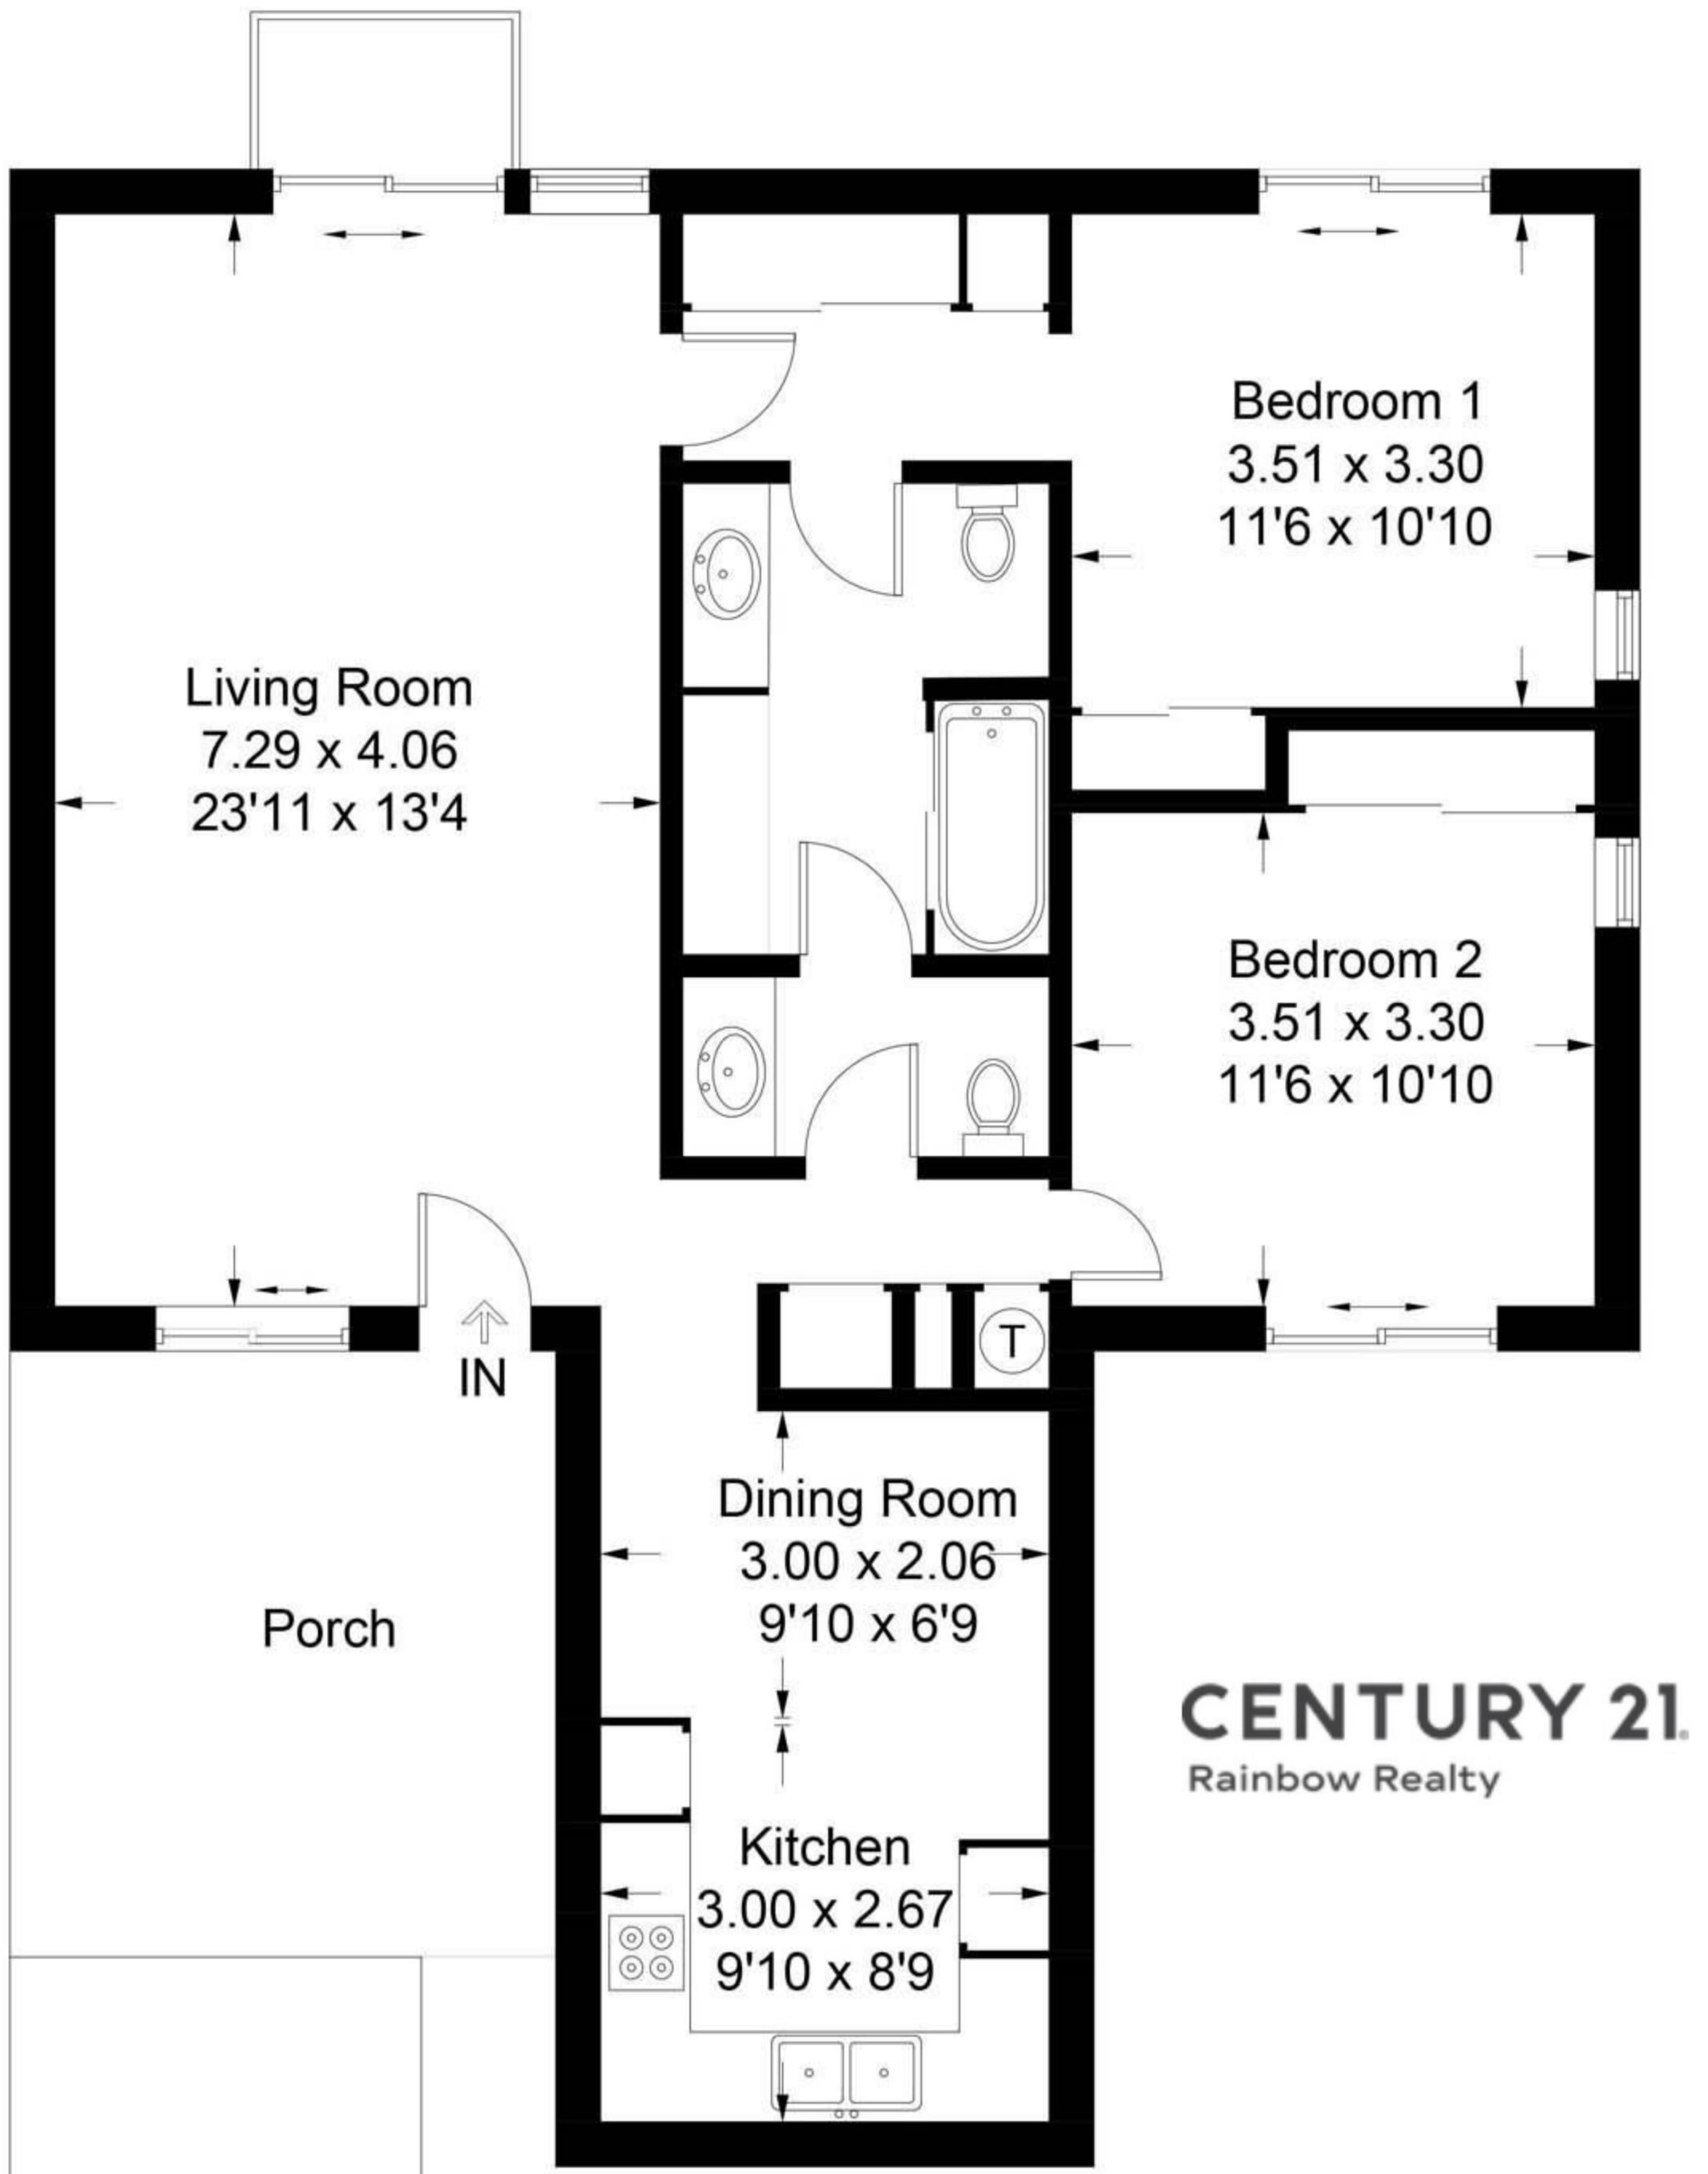 Bedroom 1
3.51 x 3.30
11'6 x 10'10
Living Room
7.29 x 4.06
23'11 x 13'4
Bedroom 2
3.51 x 3.30
11'6 x 10'10
IN
T
Dining Room
3.00 x 2.06
9'10 x 6'9
Porch
CENTURY 21®
Rainbow Realty
Kitchen
3.00 x 2.67
9'10 x 8'9